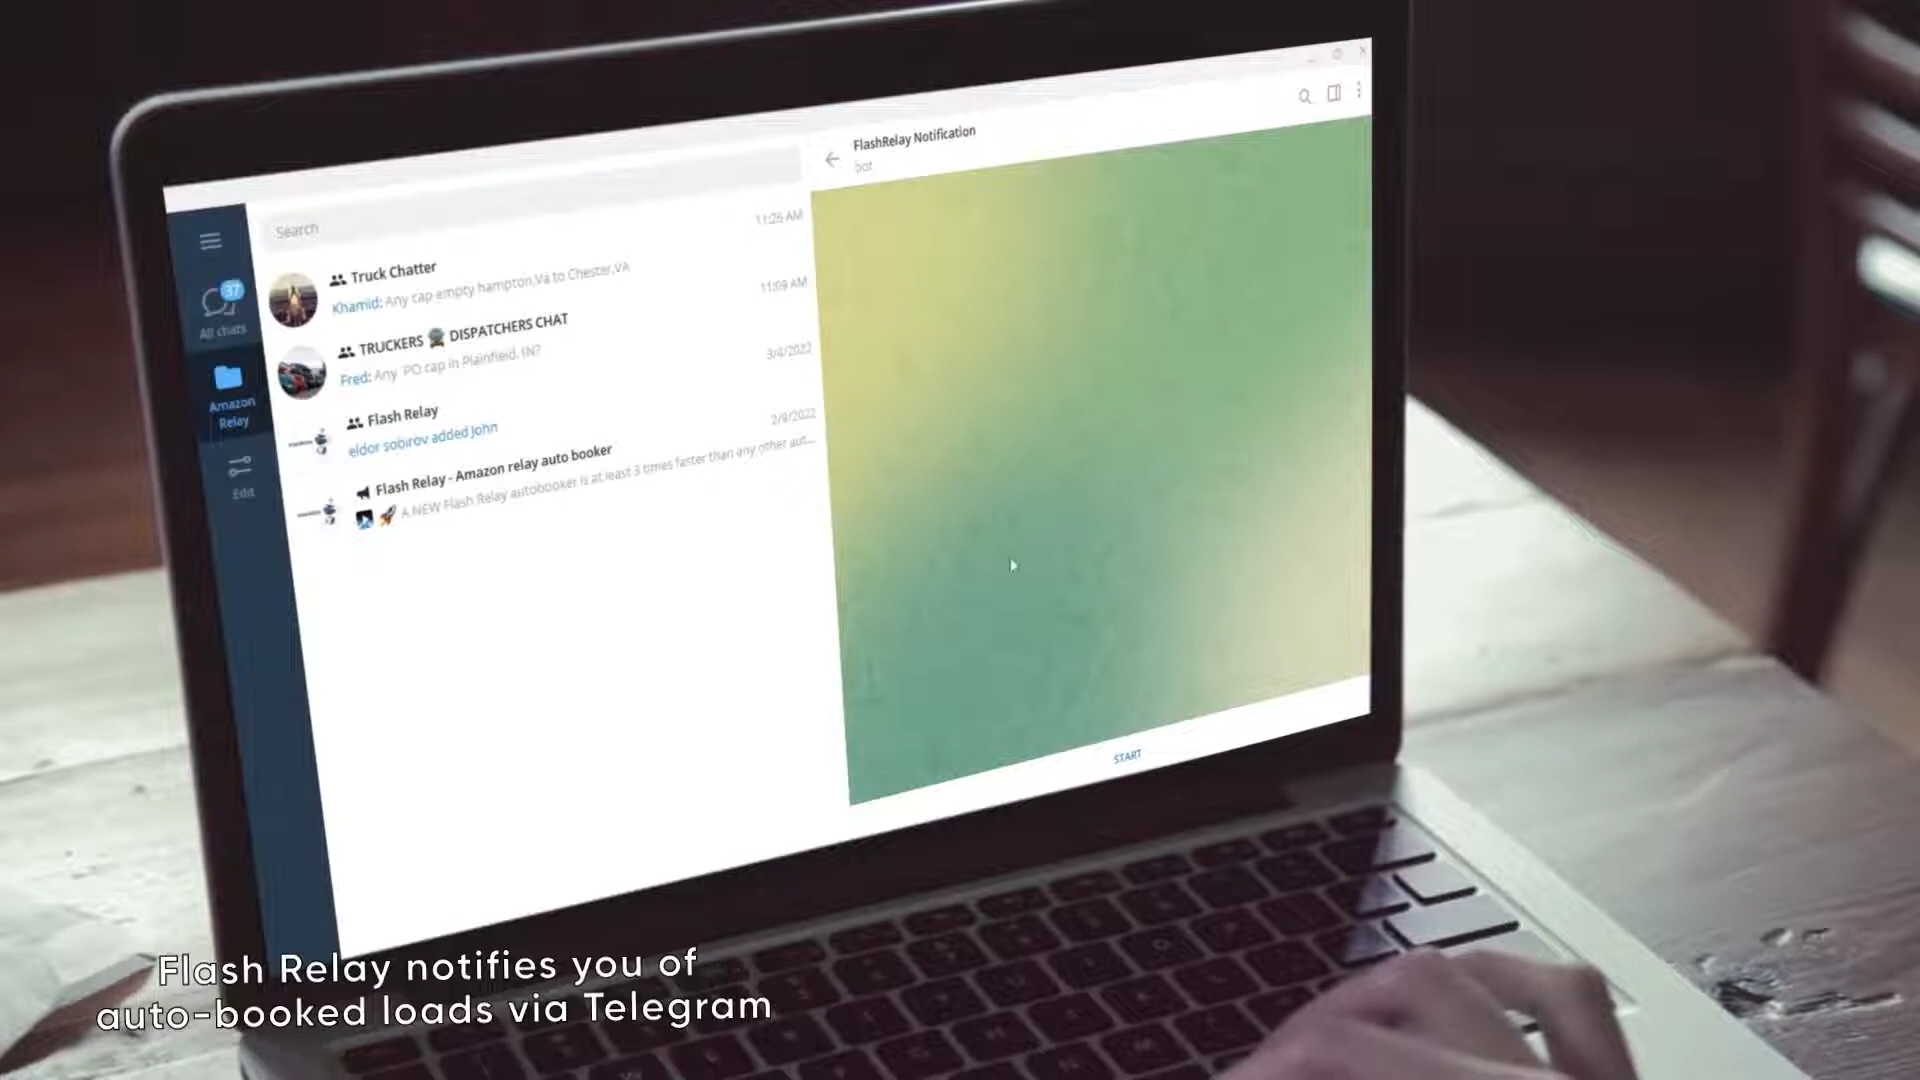 FlashRelay Notification
bot
Search
11:26 AM
Truck Chatter
Khamid: Any cap empty hampton,Va to Chester,VA
11:09 AM
TRUCKERS DISPATCHERS CHAT
Fred: Any PO cap in Plainfield, IN?
3/4/2022
Flash Relay
eldor sobirov added John
2/9/2022
Flash Relay - Amazon relay auto booker
A NEW Flash Relay autobooker is at least 3 times faster than any other aut...
37
All chats
Amazon
Relay
Edit
START
Flash Relay notifies you of
auto-booked loads via Telegram